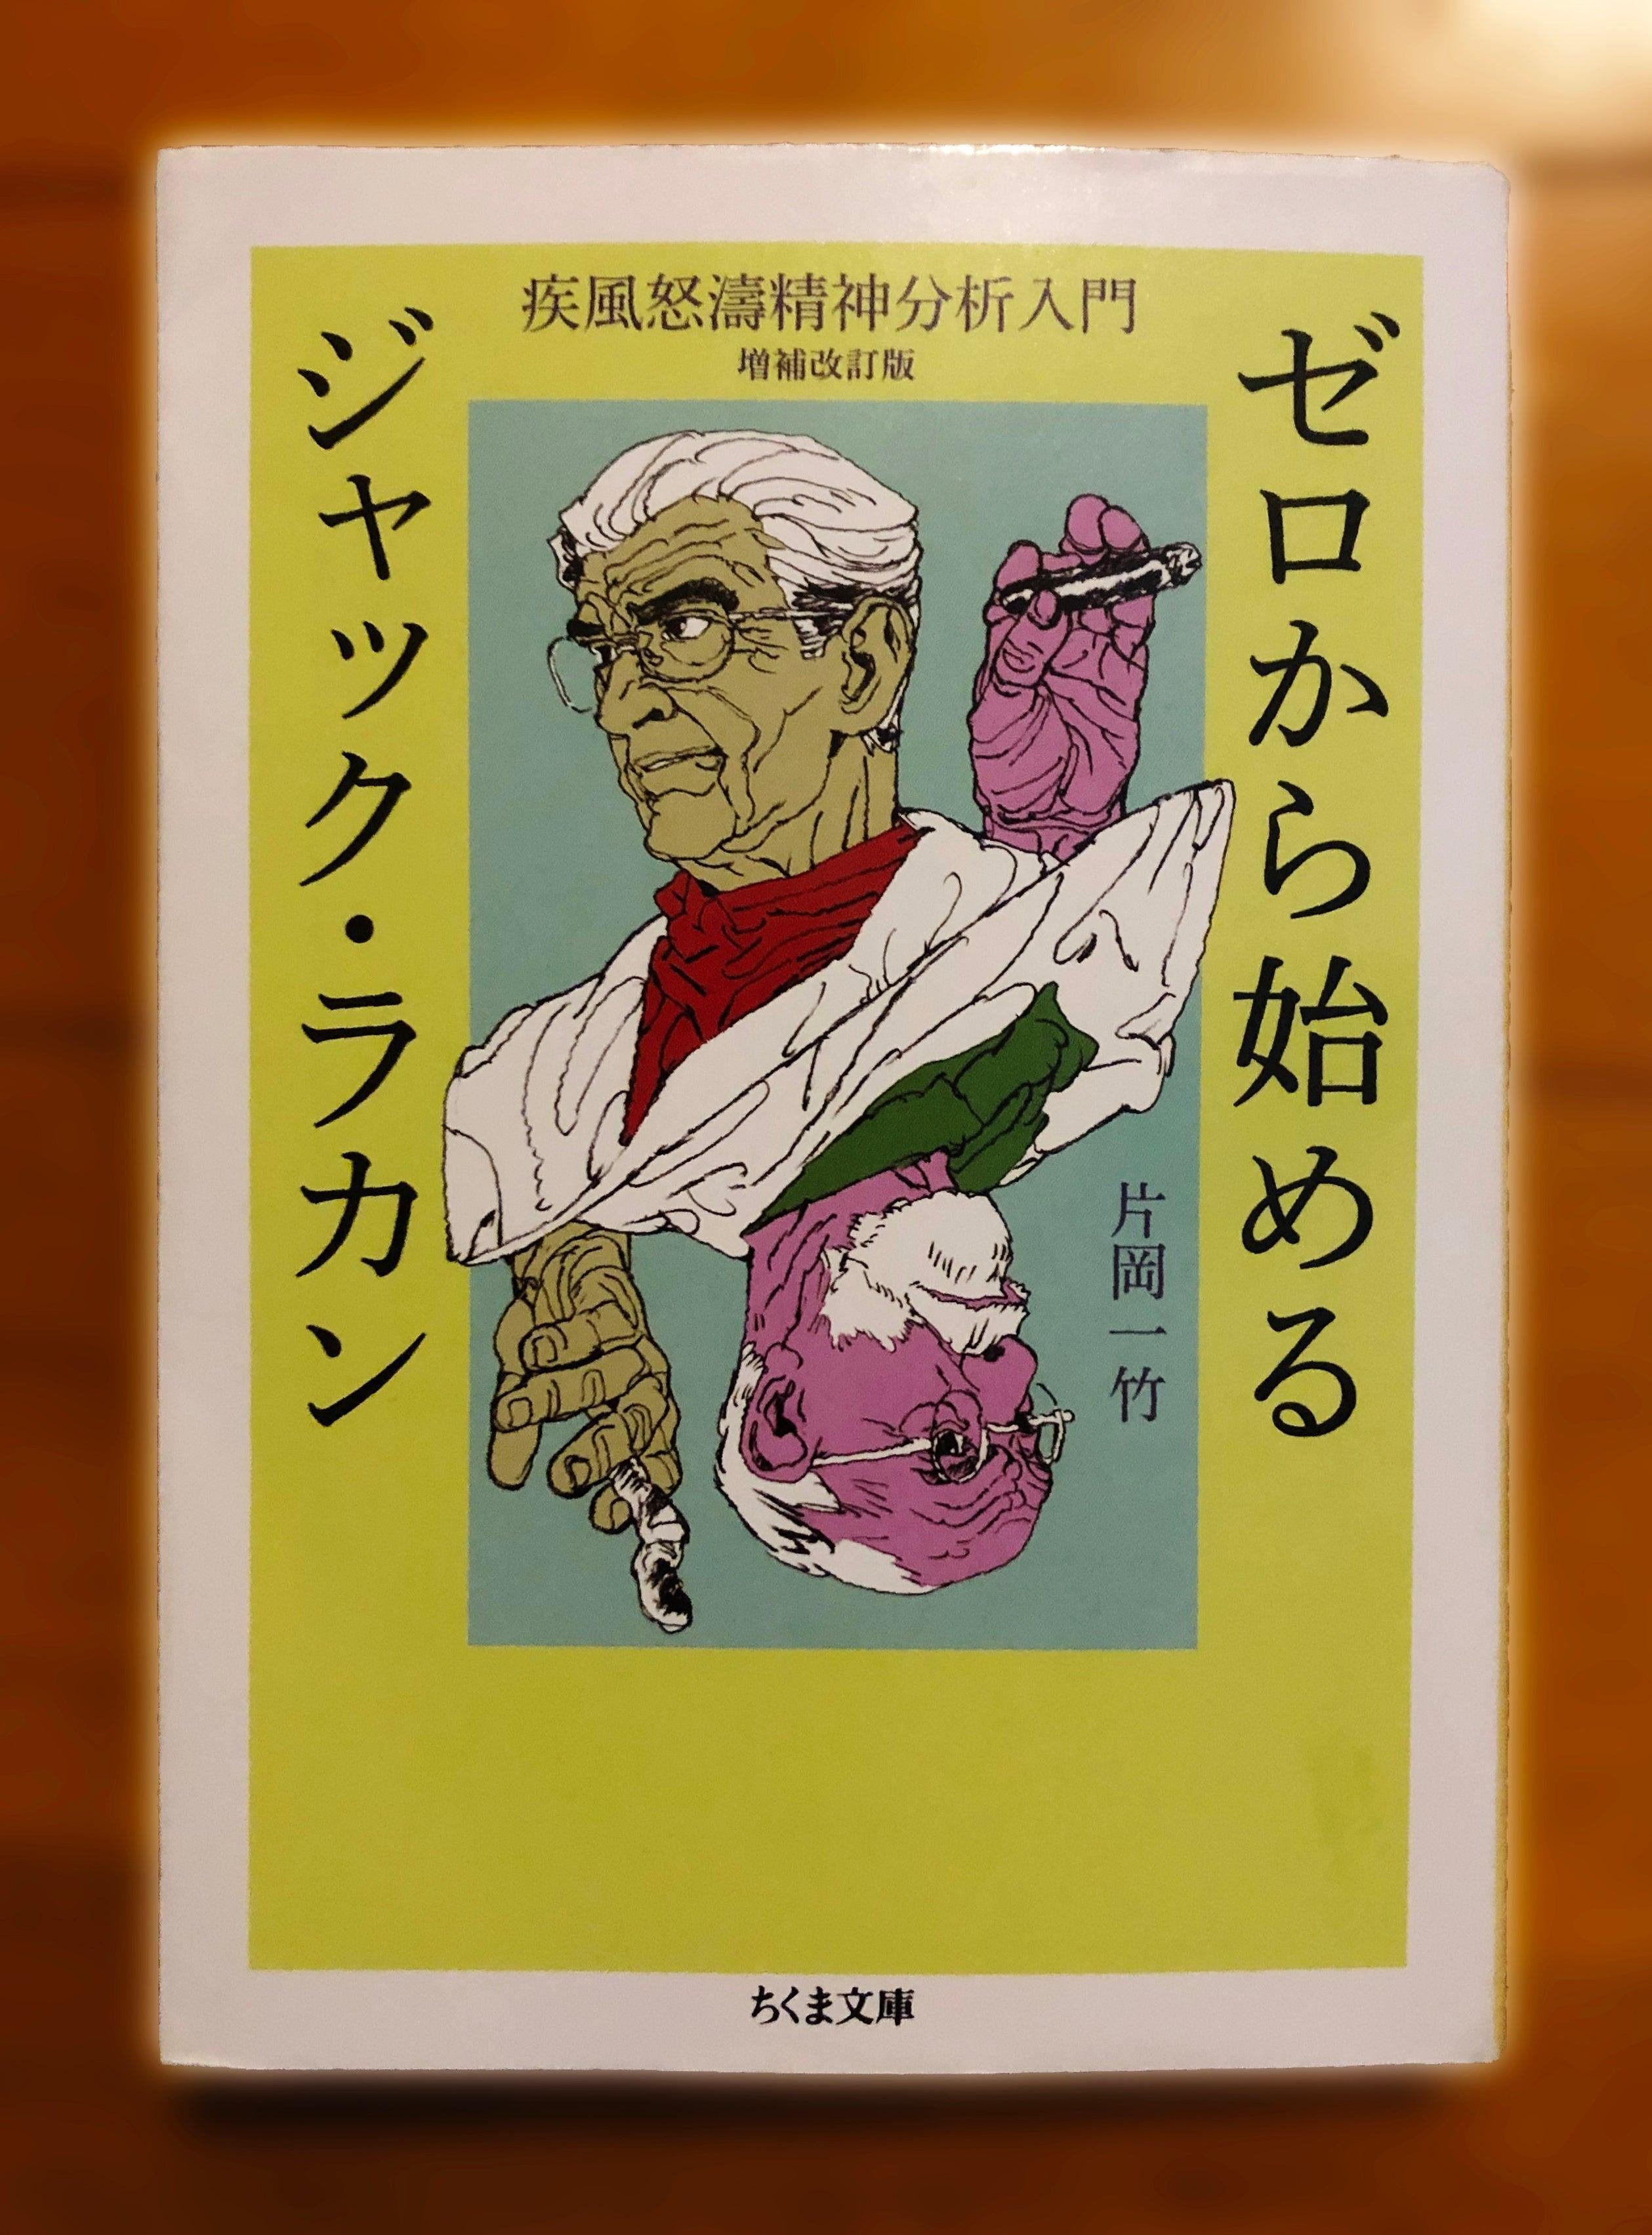 疾風怒濤精神分析入門
増補改訂版
ゼロから始める
ジャック・ラカン
片岡一竹
ちくま文庫